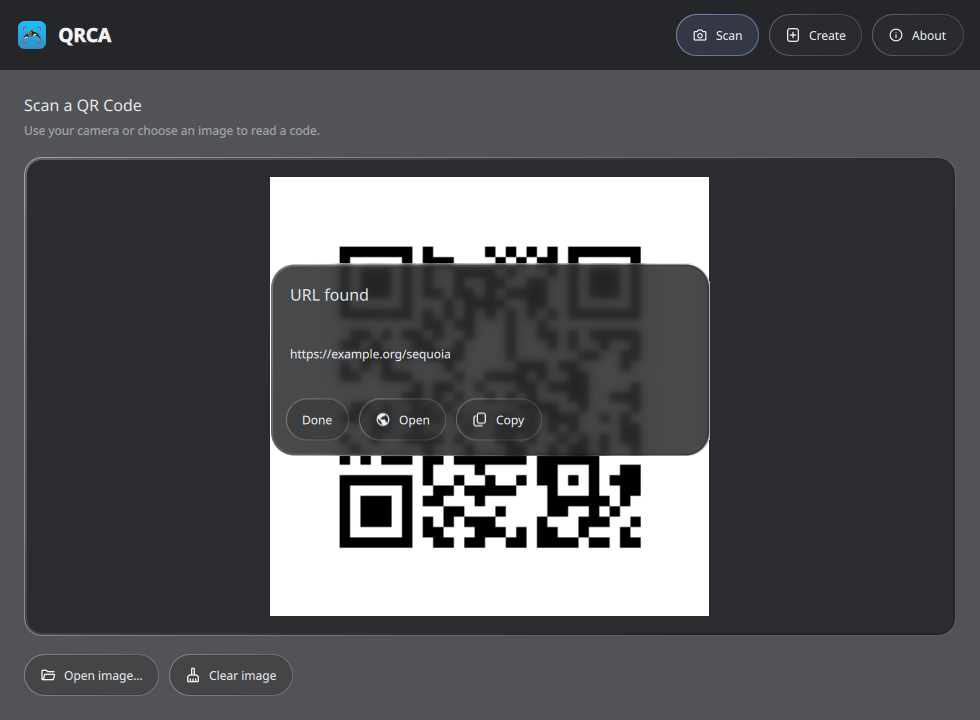 QRCA
Scan
Create
About
Scan a QR Code
Use your camera or choose an image to read a code.
URL found
https://example.org/sequoia
Done
Open
Copy
Open image...
Clear image